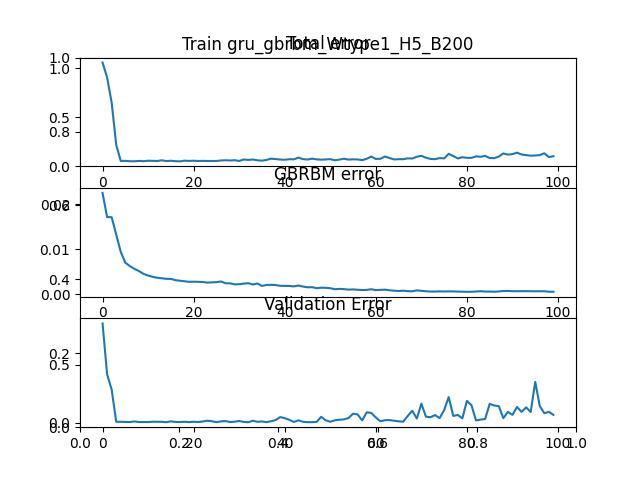 Train gru_gbrbm_Wtype1_H5_B200
Total error
1.0
1.0
0.5
0.8
0.0
0 20 40 60 80 100
GBRBM error
0.02
0.6
0.01
0.4
0.00
0 20 40 60 80 100
Validation Error
0.2
0.5
0.0
0.0
0 20 40 60 80 100
0.0 0.2 0.4 0.6 0.8 1.0